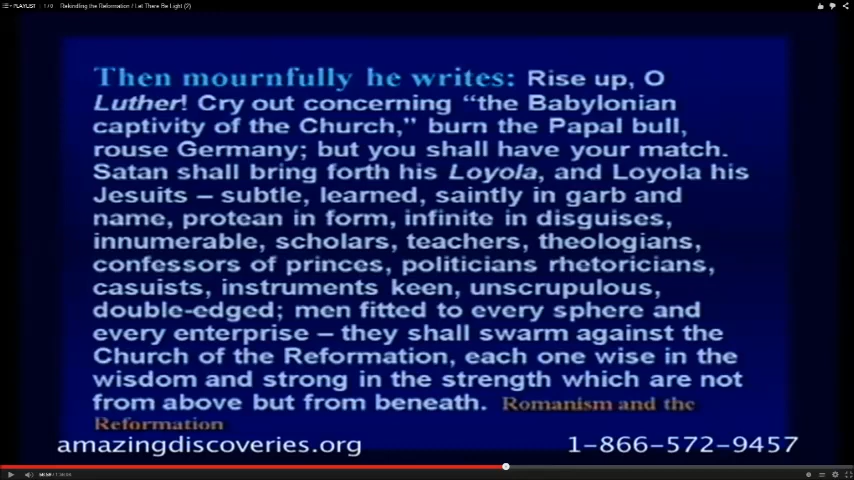 PLAYLIST 1/0 Rekindling the Reformation / Let There Be Light (2)
Then mournfully he writes: Rise up, O
Luther! Cry out concerning “the Babylonian
captivity of the Church,” burn the Papal bull,
rouse Germany; but you shall have your match.
Satan shall bring forth his Loyola, and Loyola his
Jesuits – subtle, learned, saintly in garb and
name, protean in form, infinite in disguises,
innumerable, scholars, teachers, theologians,
confessors of princes, politicians rhetoricians,
casuists, instruments keen, unscrupulous,
double-edged; men fitted to every sphere and
every enterprise – they shall swarm against the
Church of the Reformation, each one wise in the
wisdom and strong in the strength which are not
from above but from beneath. Romanism and the
Reformation
amazingdiscoveries.org 1-866-572-9457